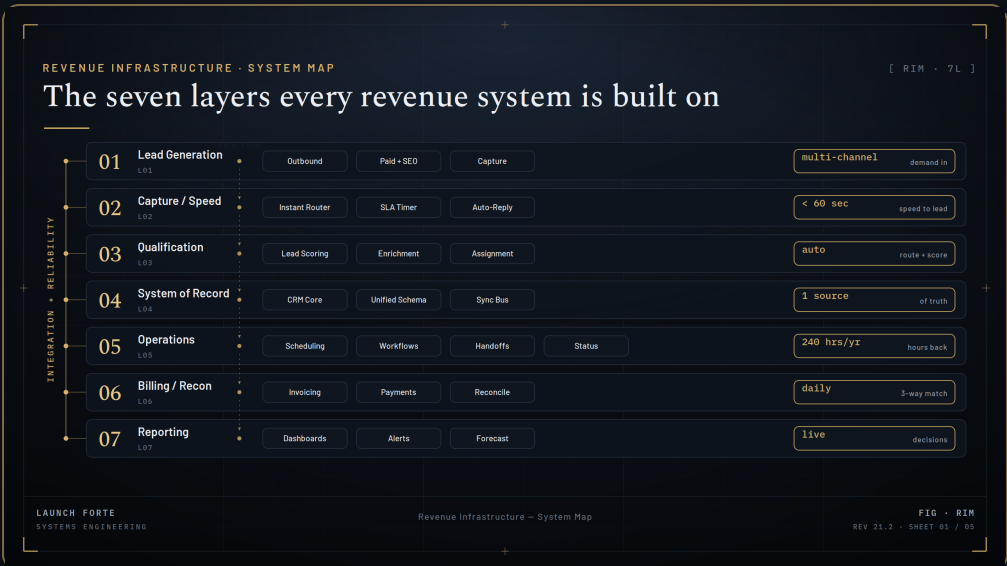 REVENUE INFRASTRUCTURE · SYSTEM MAP
[ RIM · 7L ]
The seven layers every revenue system is built on
INTEGRATION + RELIABILITY
01 Lead Generation
L01
Outbound
Paid + SEO
Capture
multi-channel
demand in
02 Capture / Speed
L02
Instant Router
SLA Timer
Auto-Reply
< 60 sec
speed to lead
03 Qualification
L03
Lead Scoring
Enrichment
Assignment
auto
route + score
04 System of Record
L04
CRM Core
Unified Schema
Sync Bus
1 source
of truth
05 Operations
L05
Scheduling
Workflows
Handoffs
Status
240 hrs/yr
hours back
06 Billing / Recon
L06
Invoicing
Payments
Reconcile
daily
3-way match
07 Reporting
L07
Dashboards
Alerts
Forecast
live
decisions
LAUNCH FORTE
SYSTEMS ENGINEERING
Revenue Infrastructure — System Map
FIG · RIM
REV 21.2 · SHEET 01 / 05